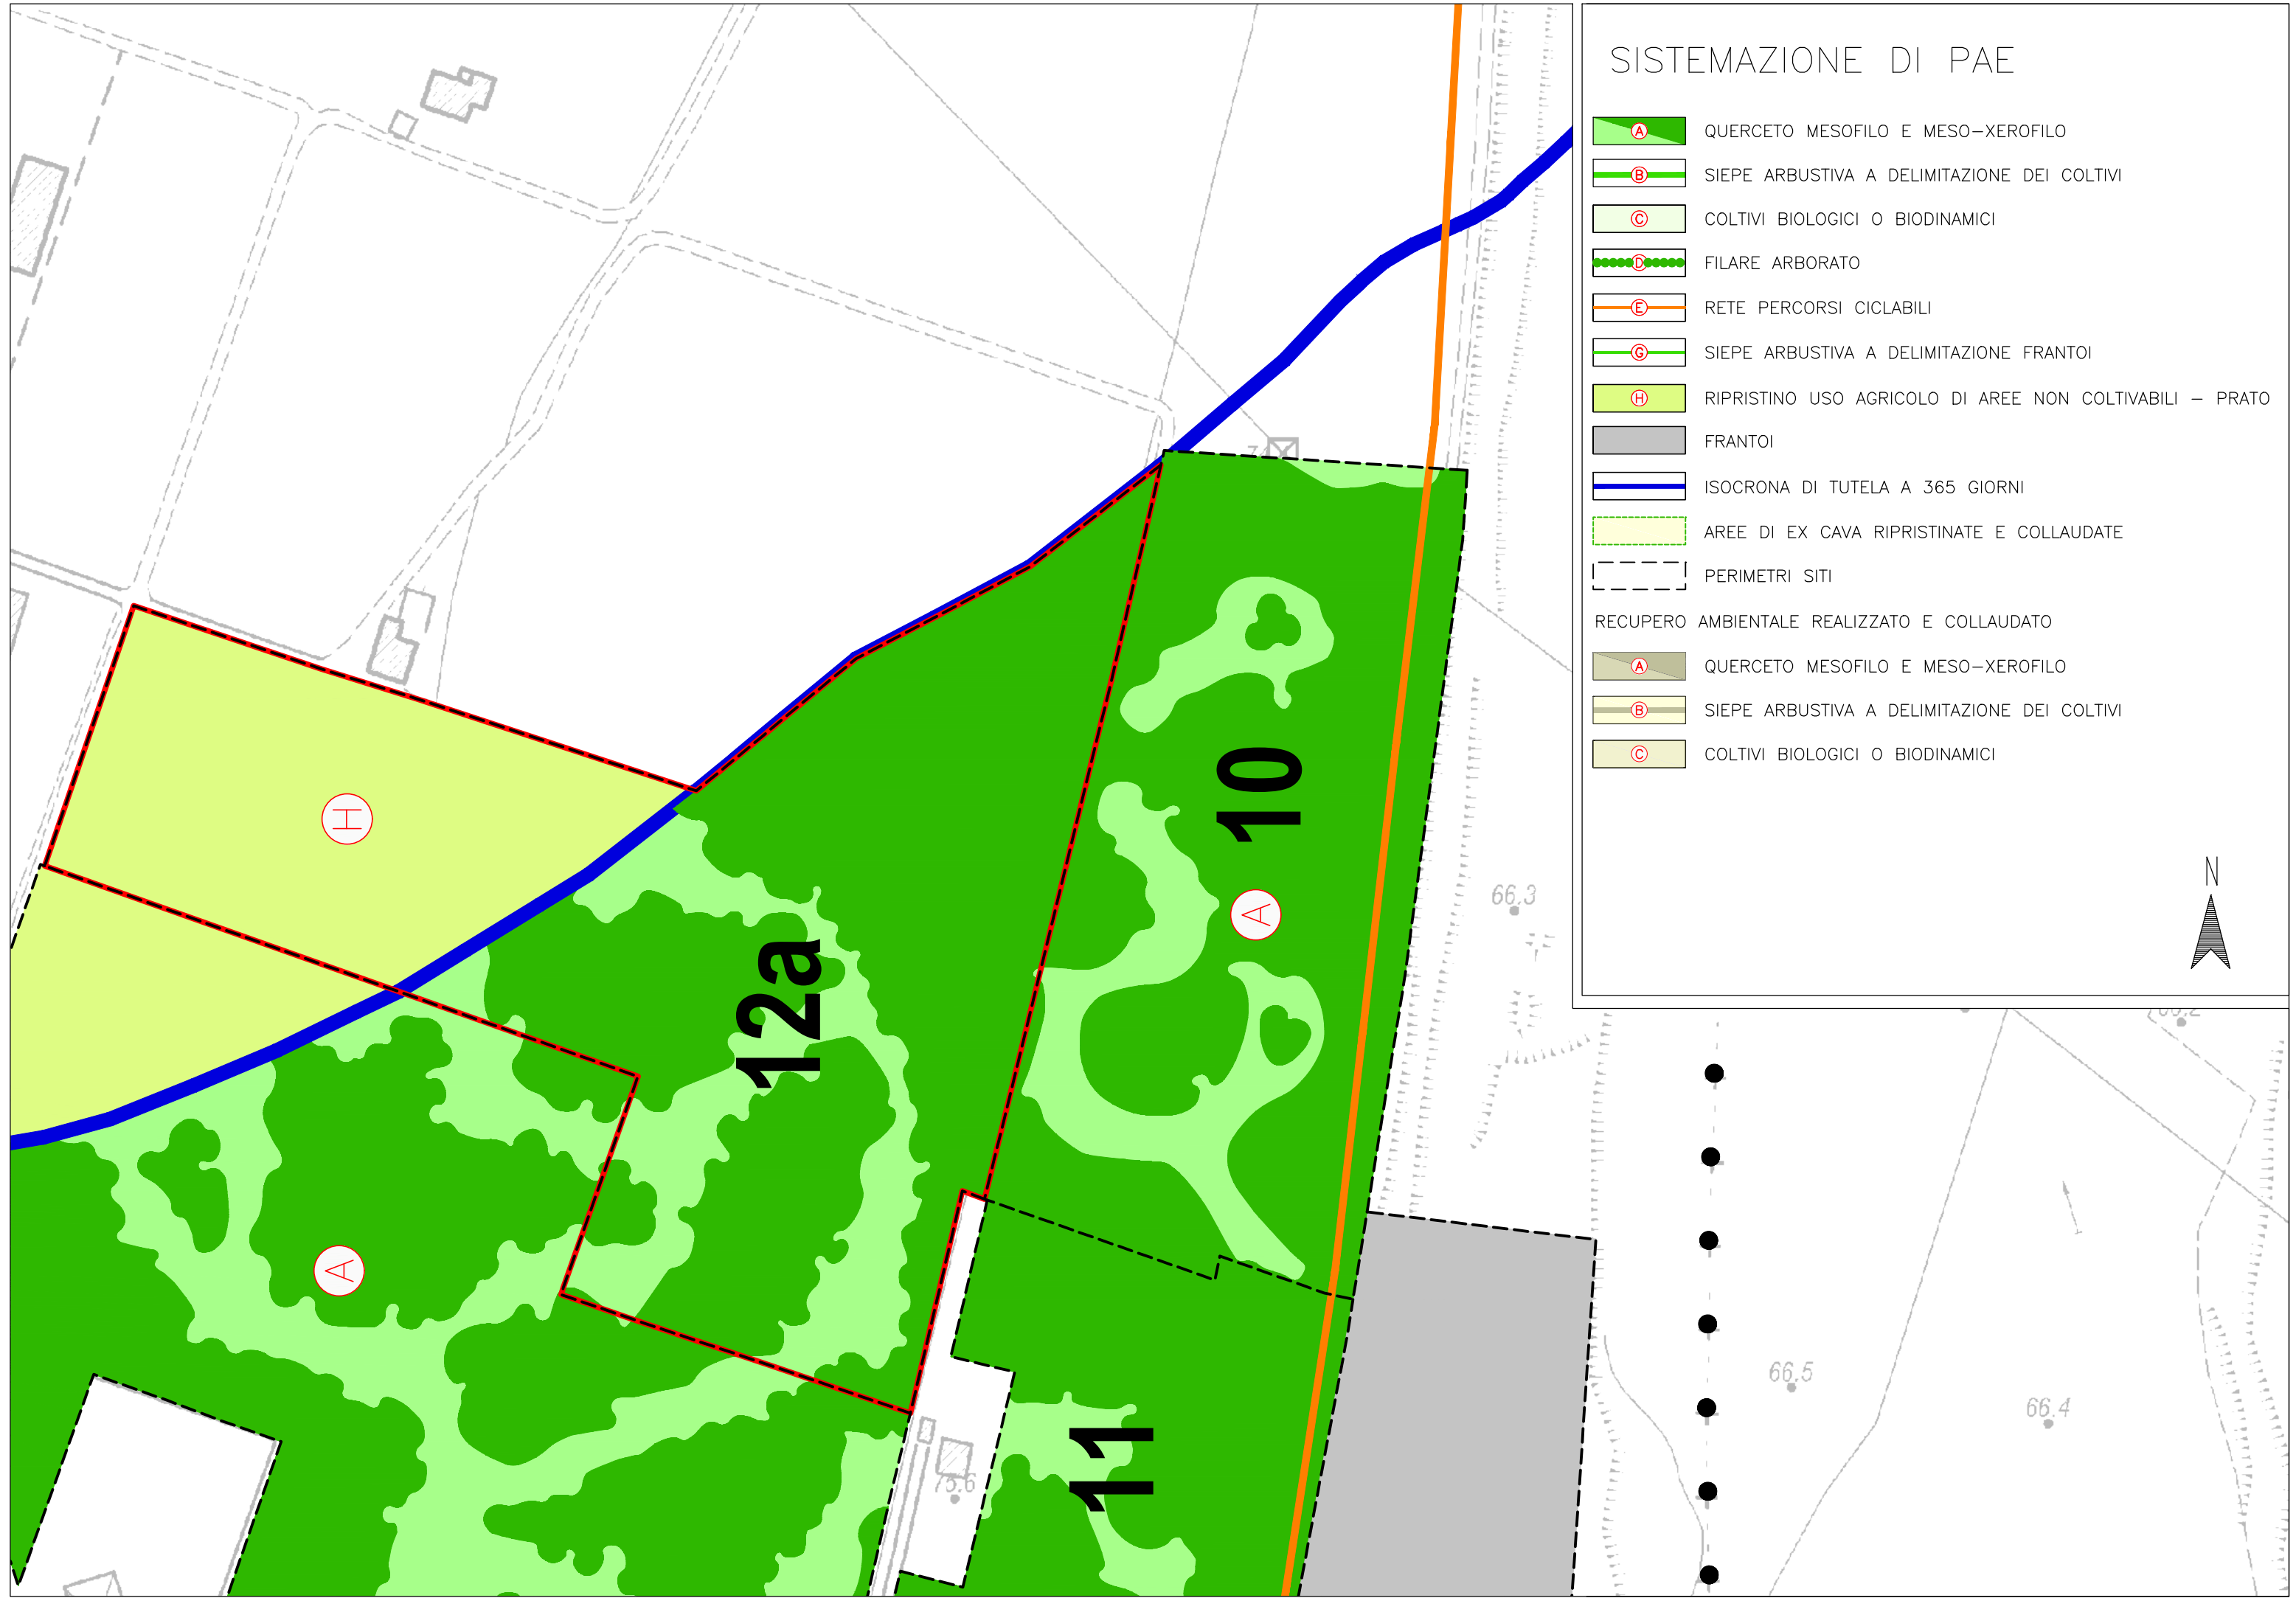 SISTEMAZIONE DI PAE
A QUERCETO MESOFILO E MESO-XEROFILO
B SIEPE ARBUSTIVA A DELIMITAZIONE DEI COLTIVI
C COLTIVI BIOLOGICI O BIODINAMICI
D FILARE ARBORATO
E RETE PERCORSI CICLABILI
G SIEPE ARBUSTIVA A DELIMITAZIONE FRANTOI
H RIPRISTINO USO AGRICOLO DI AREE NON COLTIVABILI – PRATO
FRANTOI
ISOCRONA DI TUTELA A 365 GIORNI
AREE DI EX CAVA RIPRISTINATE E COLLAUDATE
PERIMETRI SITI
RECUPERO AMBIENTALE REALIZZATO E COLLAUDATO
A QUERCETO MESOFILO E MESO-XEROFILO
B SIEPE ARBUSTIVA A DELIMITAZIONE DEI COLTIVI
C COLTIVI BIOLOGICI O BIODINAMICI
N
H
10
A
66.3
12a
A
11
75.6
66.5
66.4